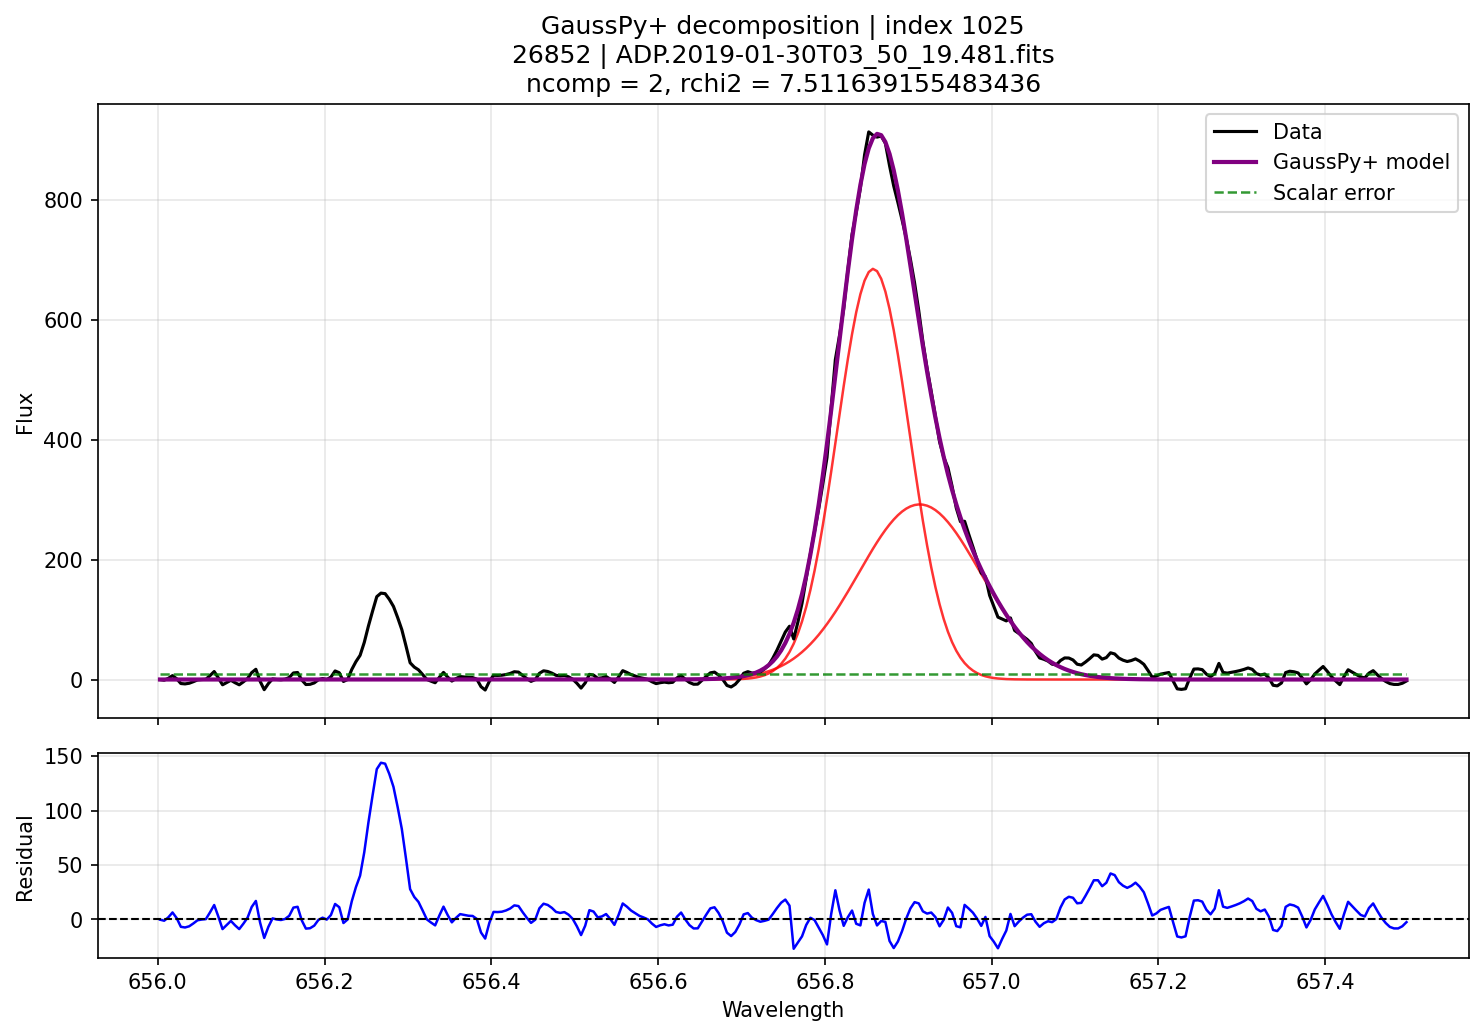 GaussPy+ decomposition | index 1025
26852 | ADP.2019-01-30T03_50_19.481.fits
ncomp = 2, rchi2 = 7.511639155483436
Data
GaussPy+ model
Scalar error
Flux
800
600
400
200
0
Residual
150
100
50
0
656.0 656.2 656.4 656.6 656.8 657.0 657.2 657.4
Wavelength